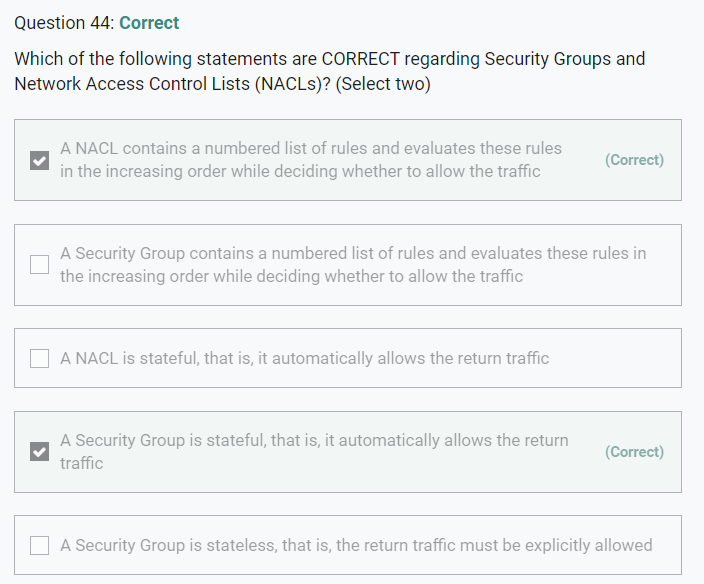 Question 44: Correct
Which of the following statements are CORRECT regarding Security Groups and
Network Access Control Lists (NACLs)? (Select two)
A NACL contains a numbered list of rules and evaluates these rules
in the increasing order while deciding whether to allow the traffic
(Correct)
A Security Group contains a numbered list of rules and evaluates these rules in
the increasing order while deciding whether to allow the traffic
A NACL is stateful, that is, it automatically allows the return traffic
A Security Group is stateful, that is, it automatically allows the return
traffic
(Correct)
A Security Group is stateless, that is, the return traffic must be explicitly allowed